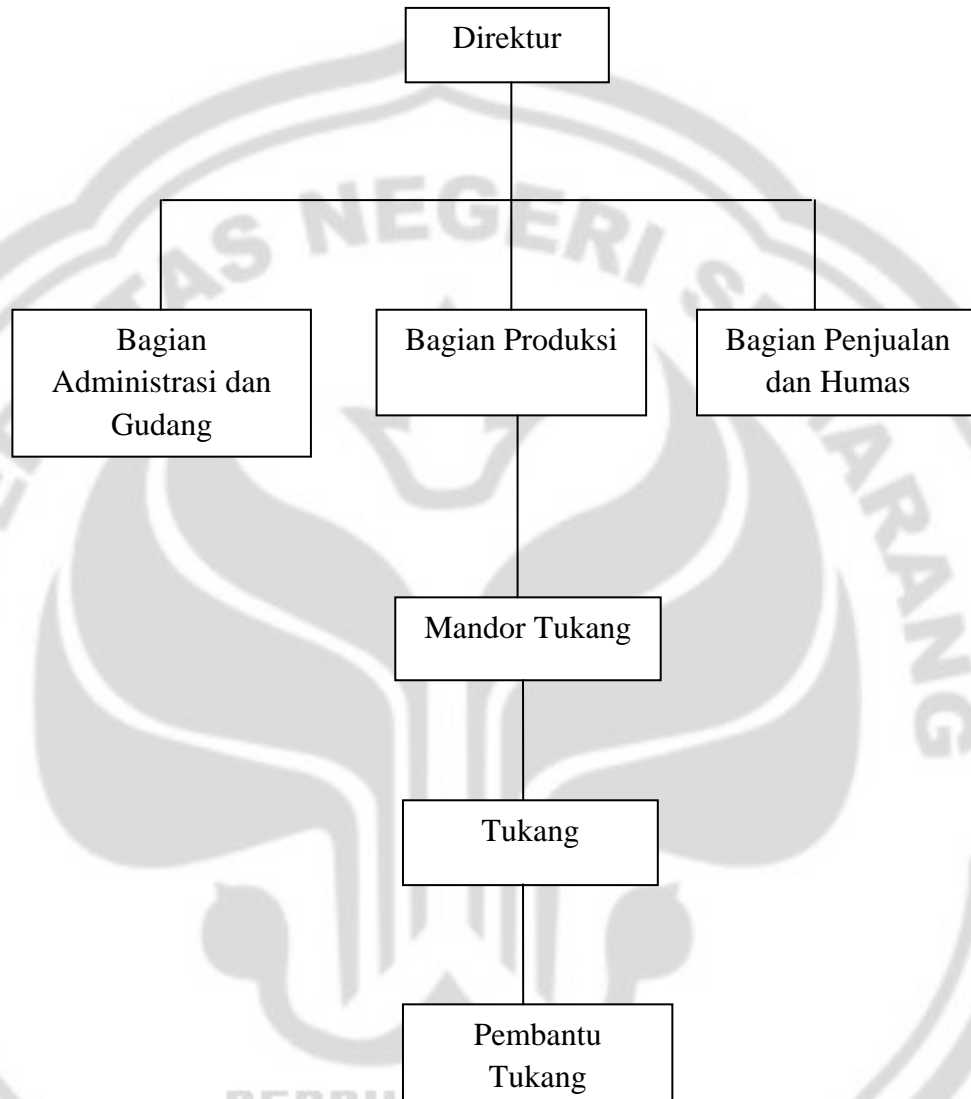 Direktur
Bagian
Administrasi dan
Gudang
Bagian Produksi
Bagian Penjualan
dan Humas
Mandor Tukang
Tukang
Pembantu
Tukang
NEGERI